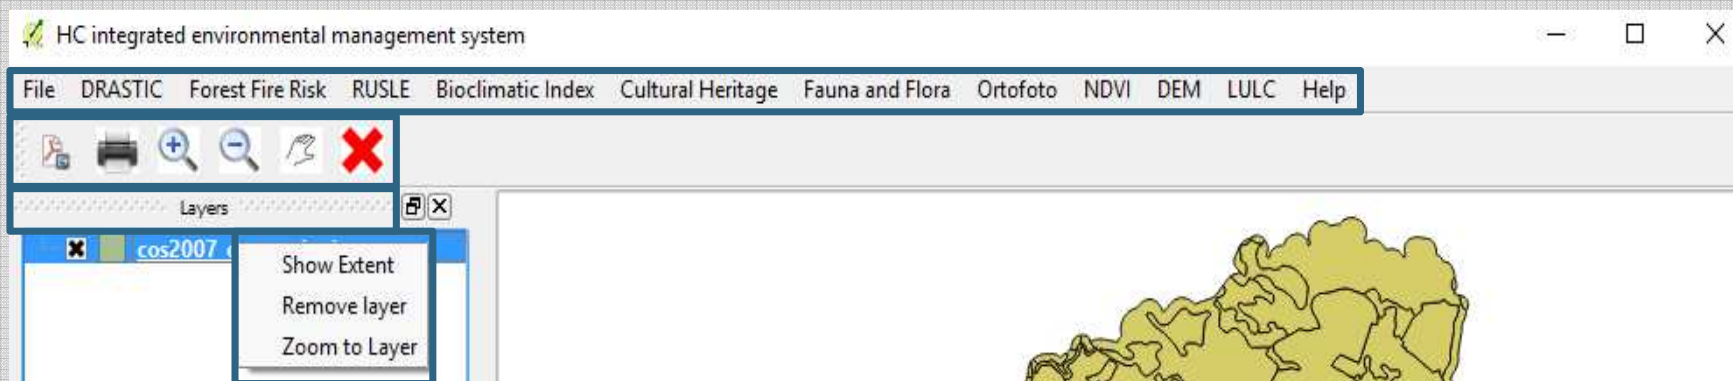 HC integrated environmental management system
File DRASTIC Forest Fire Risk RUSLE Bioclimatic Index Cultural Heritage Fauna and Flora Ortofoto NDVI DEM LULC Help
Layers
cos2007
Show Extent
Remove layer
Zoom to Layer